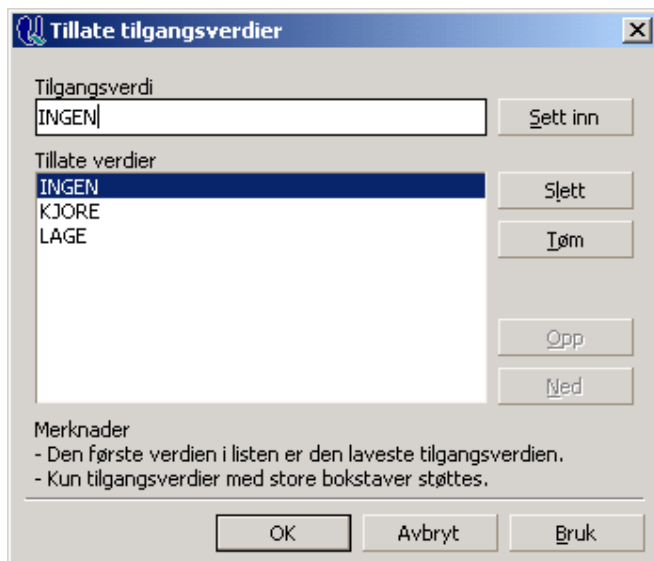 Tillate tilgangsverdier
Tilgangsverdi
INGEN
Sett inn
Tillate verdier
INGEN
KJORE
LAGE
Slett
Tøm
Opp
Ned
Merknader
- Den første verdien i listen er den laveste tilgangsverdien.
- Kun tilgangsverdier med store bokstaver støttes.
OK
Avbryt
Bruk